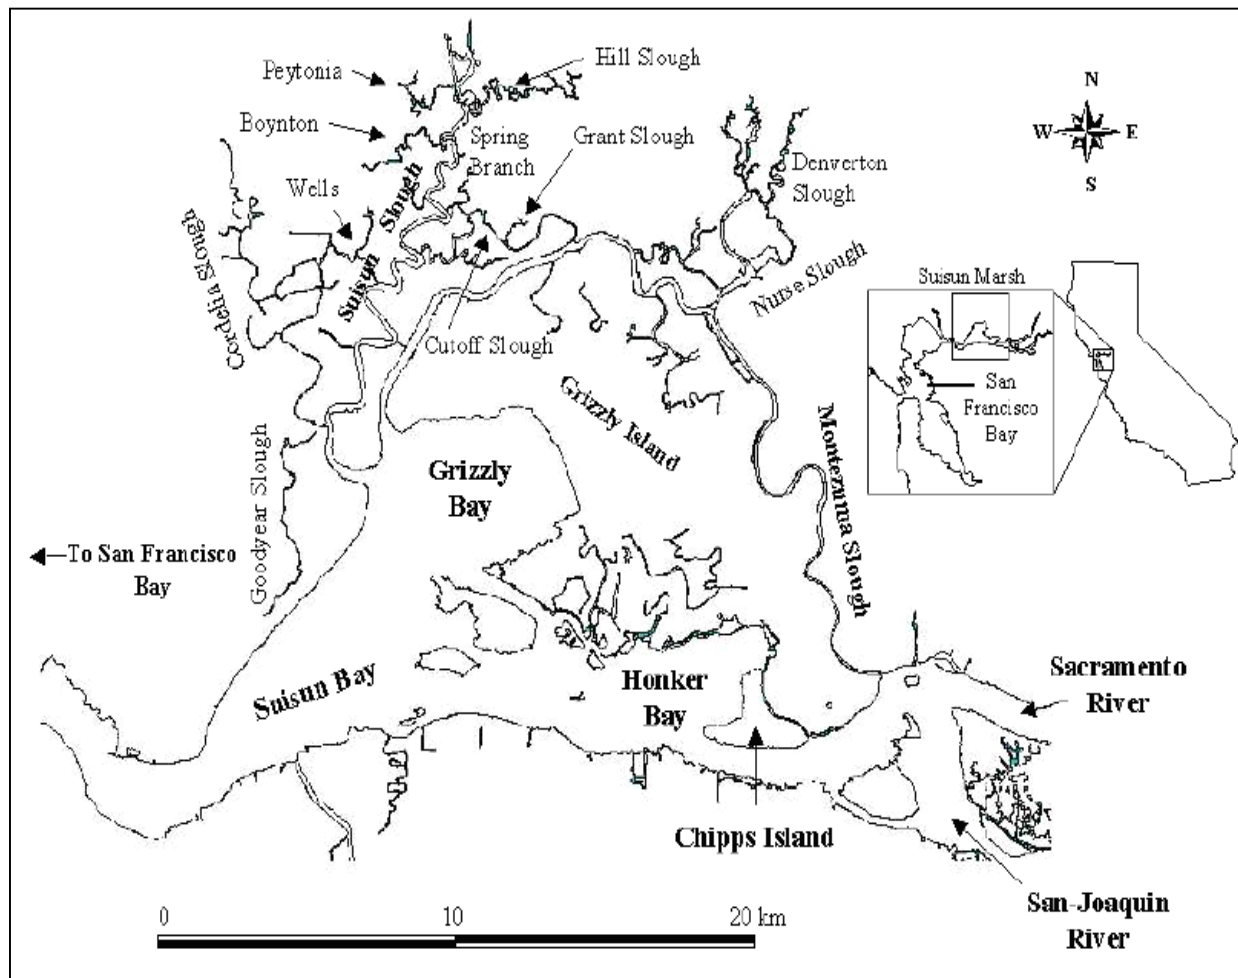 Peytonia
Hill Slough
Boynton
Spring
Branch
Grant Slough
Denverton
Slough
Wells
Suisun Slough
Cordelia Slough
Cutoff Slough
Nurse Slough
N
W E
S
Suisun Marsh
San
Francisco
Bay
Grizzly Island
Montezuma Slough
Goodyear Slough
Grizzly
Bay
To San Francisco
Bay
Suisun Bay
Honker
Bay
Sacramento
River
Chipps Island
San-Joaquin
River
0 10 20 km